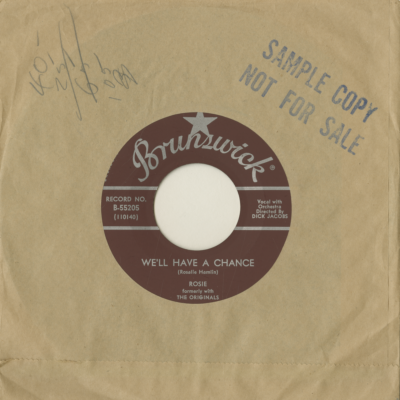 SAMPLE COPY
NOT FOR SALE
Brunswick®
RECORD NO.
B-55205
(110140)
Vocal with
Orchestra
Directed By
DICK JACOBS
WE'LL HAVE A CHANCE
(Rosalie Hamlin)
ROSIE
formerly with
THE ORIGINALS